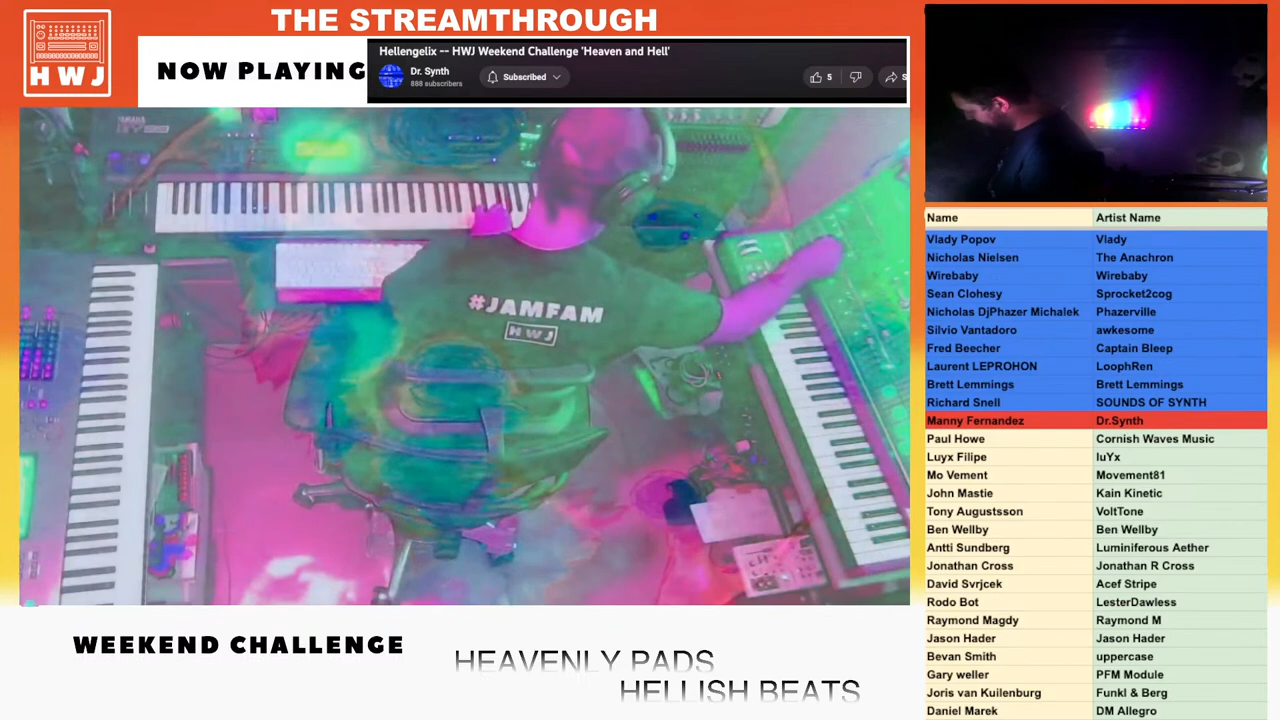 THE STREAMTHROUGH
HWJ
NOW PLAYING
Hellengelix -- HWJ Weekend Challenge 'Heaven and Hell'
Dr. Synth
888 subscribers
Subscribed
5
S
YAMAHA
#JAMFAM
HWJ
WEEKEND CHALLENGE
HEAVENLY PADS
HELLISH BEATS
Name Artist Name
Vlady Popov Vlady
Nicholas Nielsen The Anachron
Wirebaby Wirebaby
Sean Clohesy Sprocket2cog
Nicholas DjPhazer Michalek Phazerville
Silvio Vantadoro awkesome
Fred Beecher Captain Bleep
Laurent LEPROHON LoophRen
Brett Lemmings Brett Lemmings
Richard Snell SOUNDS OF SYNTH
Manny Fernandez Dr.Synth
Paul Howe Cornish Waves Music
Luyx Filipe luYx
Mo Vement Movement81
John Mastie Kain Kinetic
Tony Augustsson VoltTone
Ben Wellby Ben Wellby
Antti Sundberg Luminiferous Aether
Jonathan Cross Jonathan R Cross
David Svrjcek Acef Stripe
Rodo Bot LesterDawless
Raymond Magdy Raymond M
Jason Hader Jason Hader
Bevan Smith uppercase
Gary weller PFM Module
Joris van Kuilenburg Funkl & Berg
Daniel Marek DM Allegro